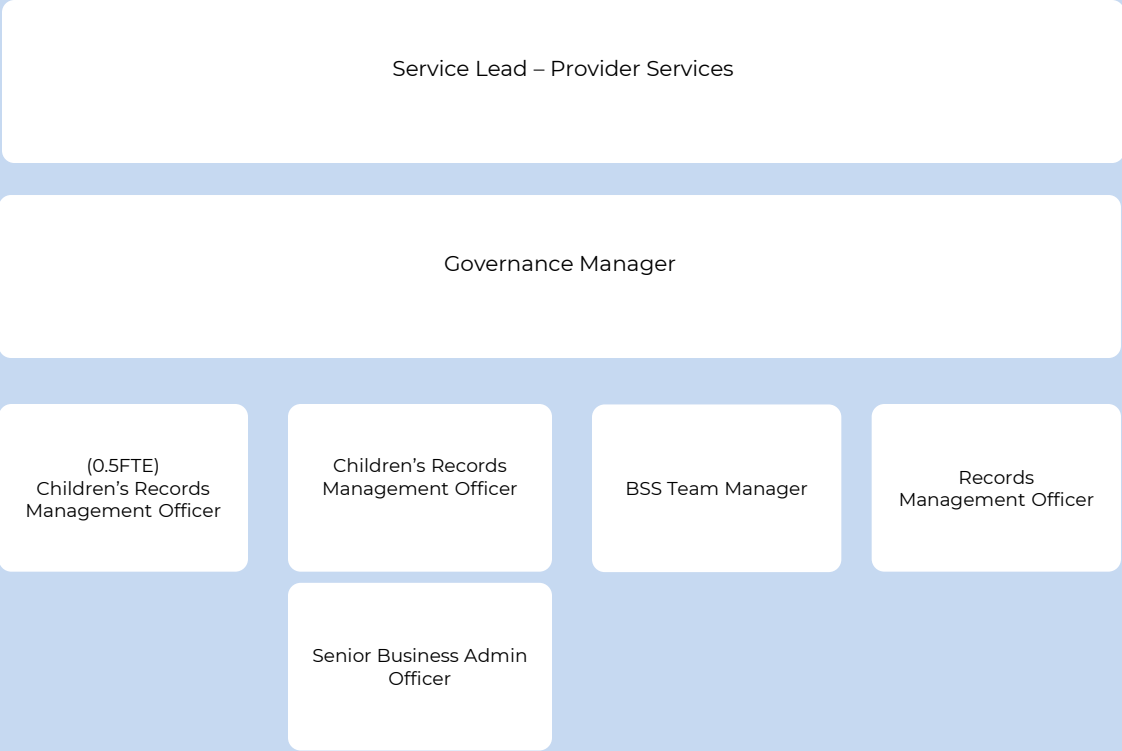 Service Lead – Provider Services
Governance Manager
(0.5FTE)
Children’s Records
Management Officer
Children’s Records
Management Officer
BSS Team Manager
Records
Management Officer
Senior Business Admin
Officer